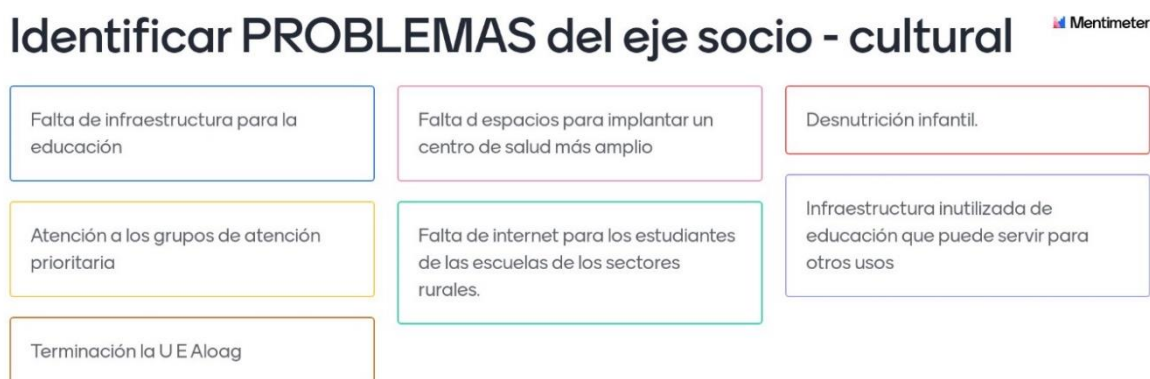 Identificar PROBLEMAS del eje socio - cultural
Mentimeter
Falta de infraestructura para la
educación
Atención a los grupos de atención
prioritaria
Terminación la U E Aloag
Falta d espacios para implantar un
centro de salud más amplio
Falta de internet para los estudiantes
de las escuelas de los sectores
rurales.
Desnutrición infantil.
Infraestructura inutilizada de
educación que puede servir para
otros usos